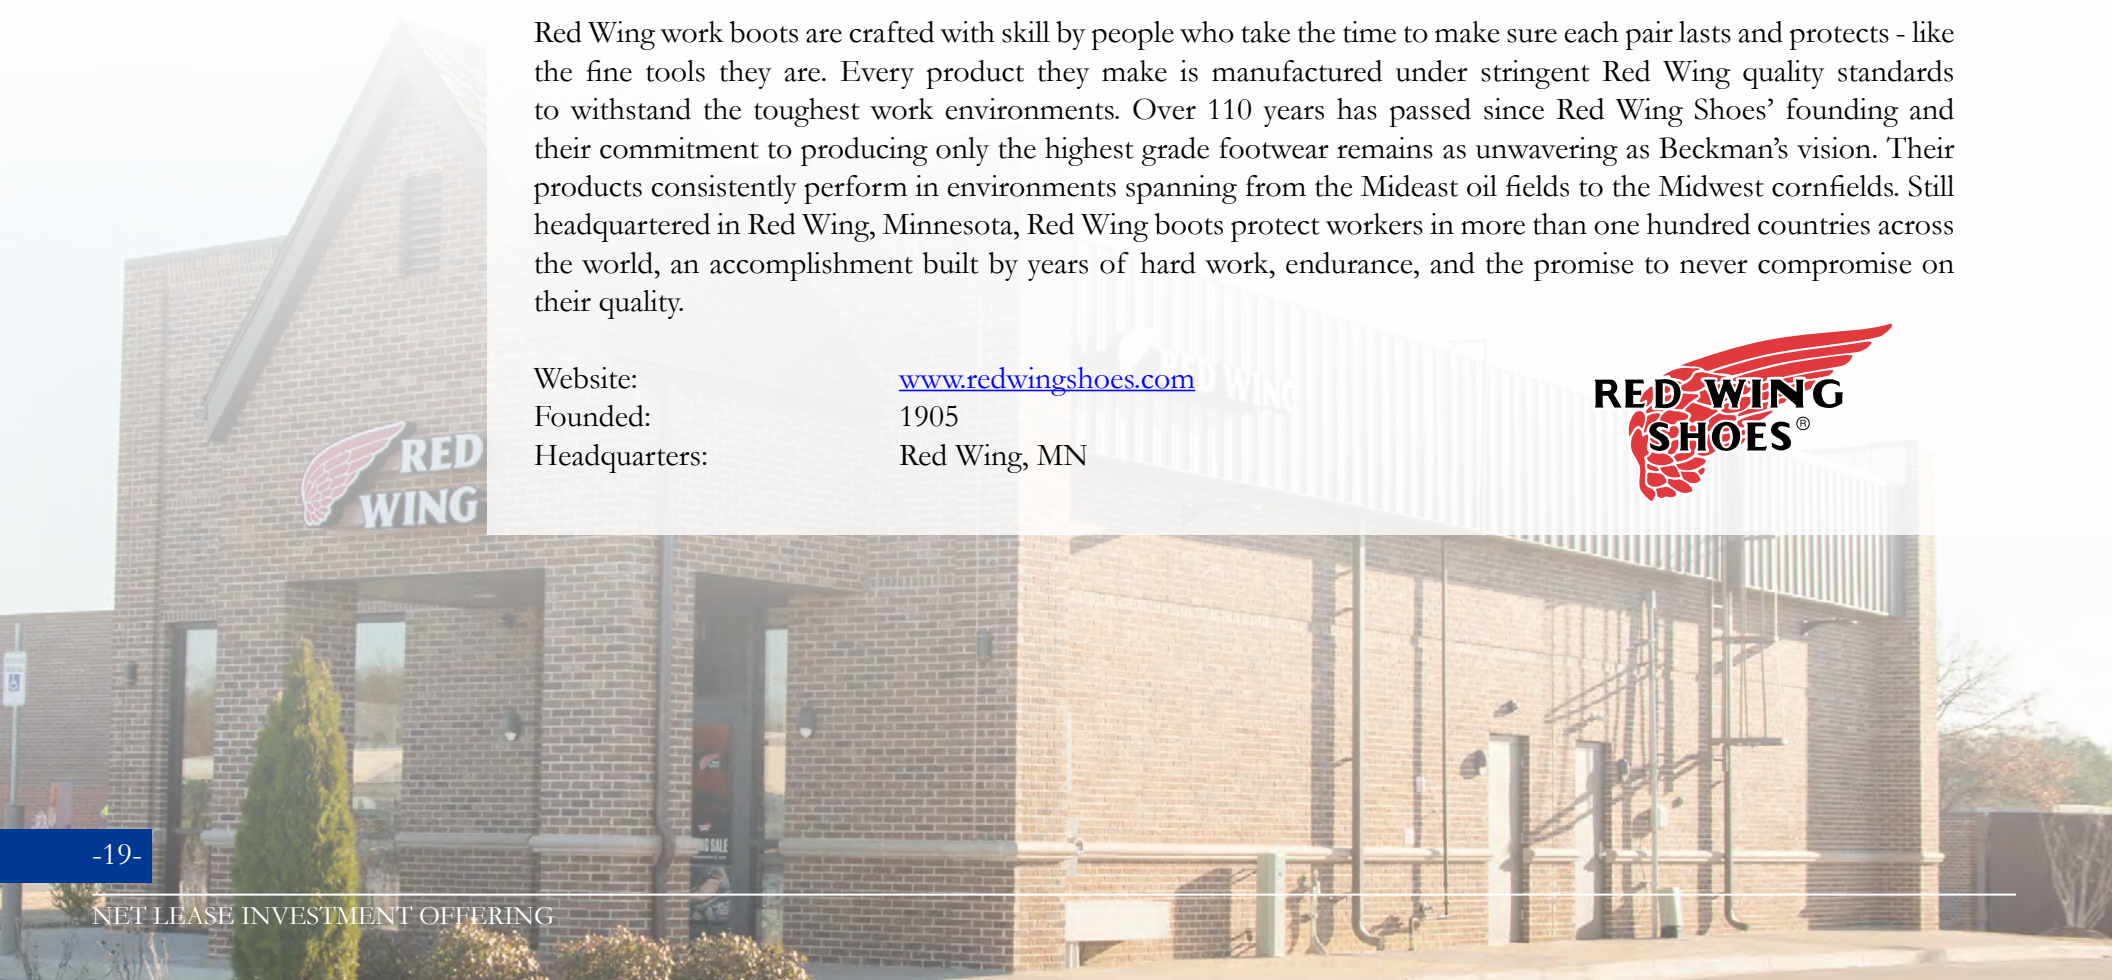 Red Wing work boots are crafted with skill by people who take the time to make sure each pair lasts and protects - like
the fine tools they are. Every product they make is manufactured under stringent Red Wing quality standards
to withstand the toughest work environments. Over 110 years has passed since Red Wing Shoes’ founding and
their commitment to producing only the highest grade footwear remains as unwavering as Beckman’s vision. Their
products consistently perform in environments spanning from the Mideast oil fields to the Midwest cornfields. Still
headquartered in Red Wing, Minnesota, Red Wing boots protect workers in more than one hundred countries across
the world, an accomplishment built by years of hard work, endurance, and the promise to never compromise on
their quality.
Website: www.redwingshoes.com
Founded: 1905
Headquarters: Red Wing, MN
RED WING
SHOES®
RED
WING
RED WING
SALE
-19-
NET LEASE INVESTMENT OFFERING